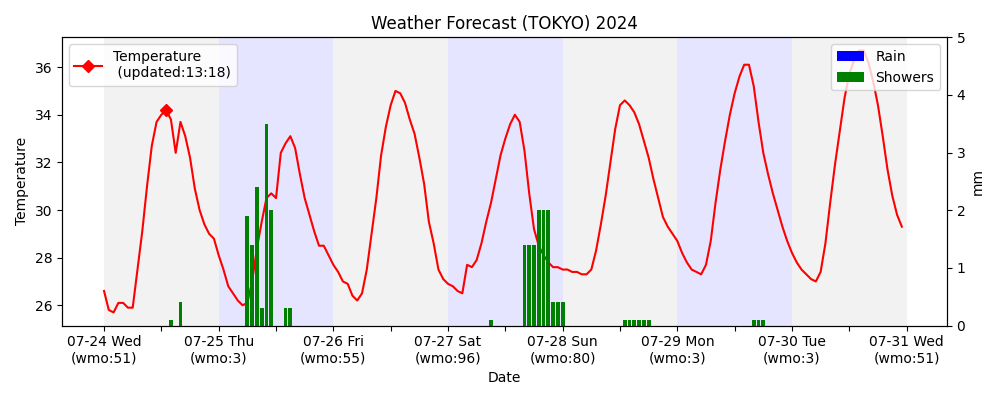 Weather Forecast (TOKYO) 2024
Temperature
(updated:13:18)
Rain
Showers
Temperature
36
34
32
30
28
26
5
4
3
2
1
0
mm
07-24 Wed
(wmo:51)
07-25 Thu
(wmo:3)
07-26 Fri
(wmo:55)
07-27 Sat
(wmo:96)
07-28 Sun
(wmo:80)
07-29 Mon
(wmo:3)
07-30 Tue
(wmo:3)
07-31 Wed
(wmo:51)
Date